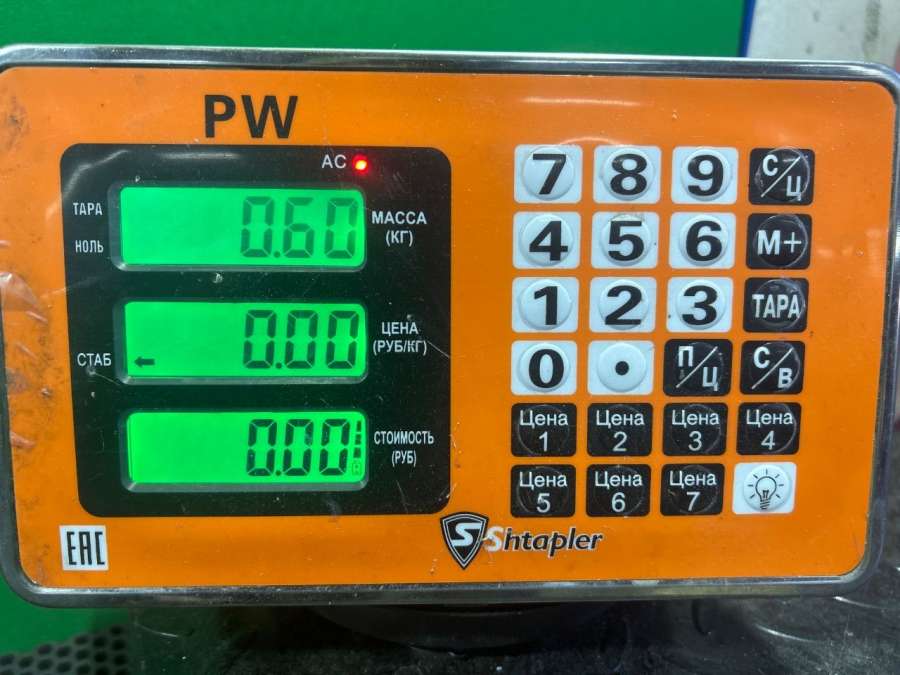 PW
AC
ТАРА
НОЛЬ
0.60
МАССА
(КГ)
СТАБ
0.00
ЦЕНА
(РУБ/КГ)
0.00
СТОИМОСТЬ
(РУБ)
7 8 9 С/Ц
4 5 6 М+
1 2 3 ТАРА
0 . П/Ц С/В
Цена 1 Цена 2 Цена 3 Цена 4
Цена 5 Цена 6 Цена 7
EAC
S Shtapler